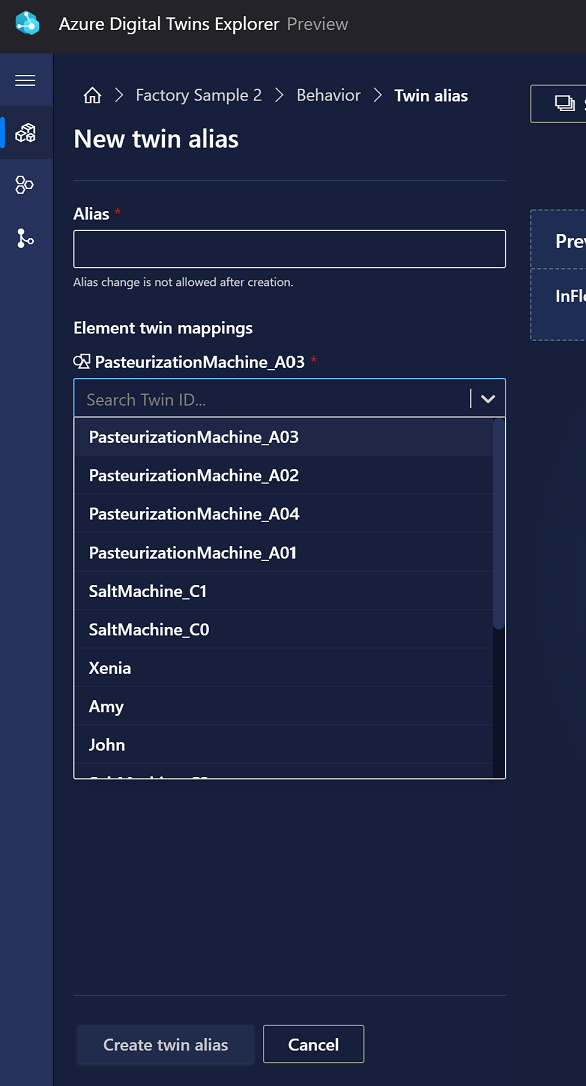 Azure Digital Twins Explorer Preview
Factory Sample 2 > Behavior > Twin alias
New twin alias
Alias *
Alias change is not allowed after creation.
Element twin mappings
PasteurizationMachine_A03 *
Search Twin ID...
PasteurizationMachine_A03
PasteurizationMachine_A02
PasteurizationMachine_A04
PasteurizationMachine_A01
SaltMachine_C1
SaltMachine_C0
Xenia
Amy
John
Create twin alias
Cancel
Prev
InFlo